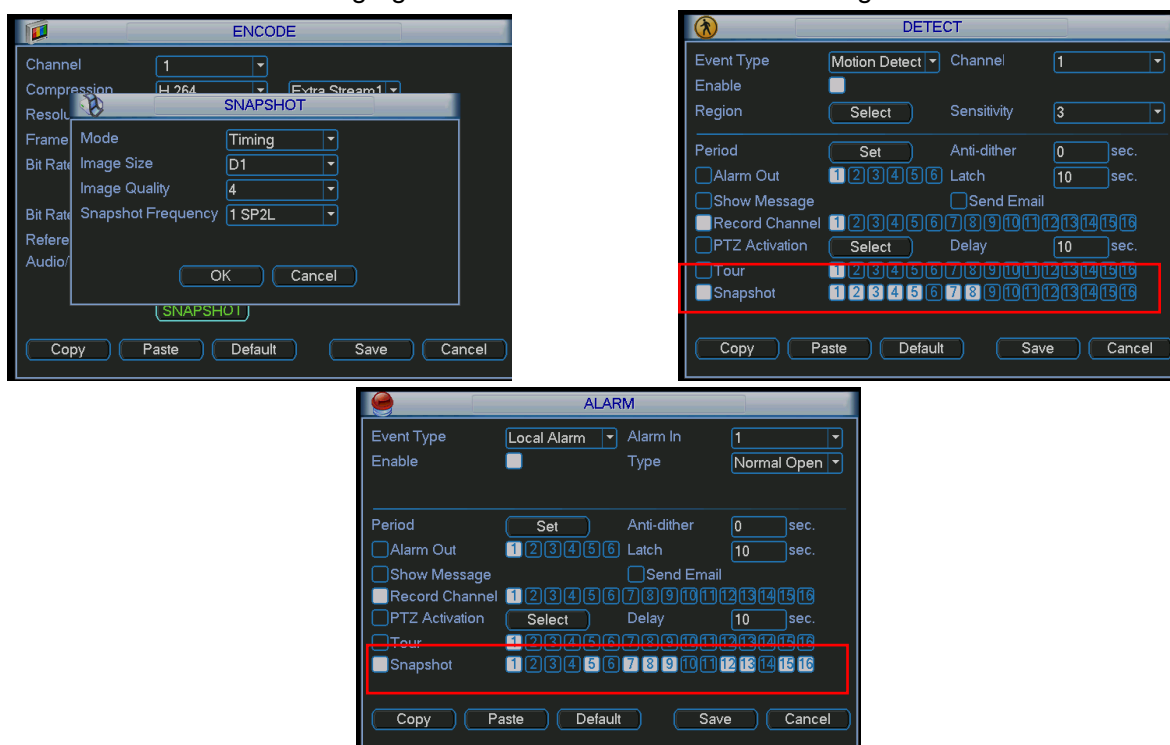 ENCODE
Channel 1
Compression H.264 Extra Stream1
SNAPSHOT
Mode Timing
Image Size D1
Image Quality 4
Snapshot Frequency 1 SP2L
OK Cancel
Frame
Bit Rate
Bit Rate
Audio/
SNAPSHOT
Copy Paste Default Save Cancel
DETECT
Event Type Motion Detect Channel 1
Enable
Region Select Sensitivity 3
Period Set Anti-dither 0 sec.
Alarm Out 1 2 3 4 5 6 Latch 10 sec.
Show Message Send Email
Record Channel 1 2 3 4 5 6 7 8 9 10 11 12 13 14 15 16
PTZ Activation Select Delay 10 sec.
Tour 1 2 3 4 5 6 7 8 9 10 11 12 13 14 15 16
Snapshot 1 2 3 4 5 6 7 8 9 10 11 12 13 14 15 16
Copy Paste Default Save Cancel
ALARM
Event Type Local Alarm Alarm In 1
Enable Type Normal Open
Period Set Anti-dither 0 sec.
Alarm Out 1 2 3 4 5 6 Latch 10 sec.
Show Message Send Email
Record Channel 1 2 3 4 5 6 7 8 9 10 11 12 13 14 15 16
PTZ Activation Select Delay 10 sec.
Tour 1 2 3 4 5 6 7 8 9 10 11 12 13 14 15 16
Snapshot 1 2 3 4 5 6 7 8 9 10 11 12 13 14 15 16
Copy Paste Default Save Cancel